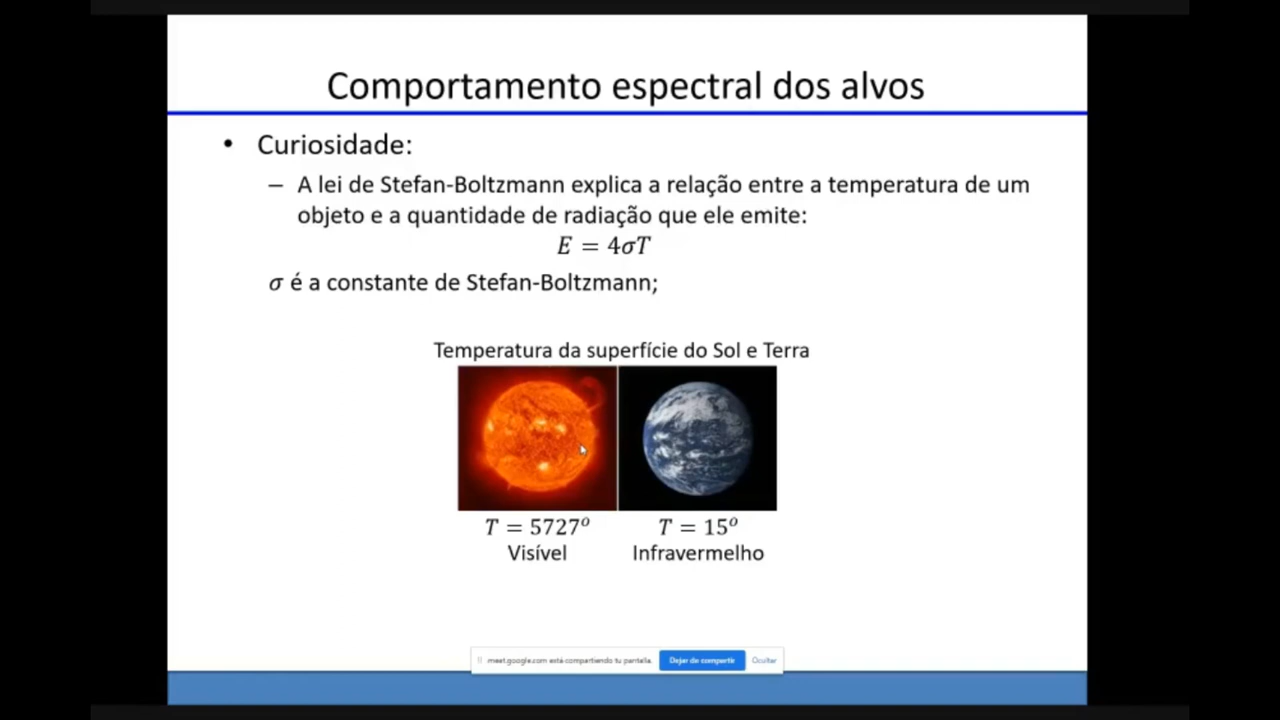 Comportamento espectral dos alvos
• Curiosidade:
– A lei de Stefan-Boltzmann explica a relação entre a temperatura de um
objeto e a quantidade de radiação que ele emite:
E = 4σT
σ é a constante de Stefan-Boltzmann;
Temperatura da superfície do Sol e Terra
T = 5727º T = 15º
Visível Infravermelho
meet.google.com está compartiendo tu pantalla. Dejar de compartir Ocultar